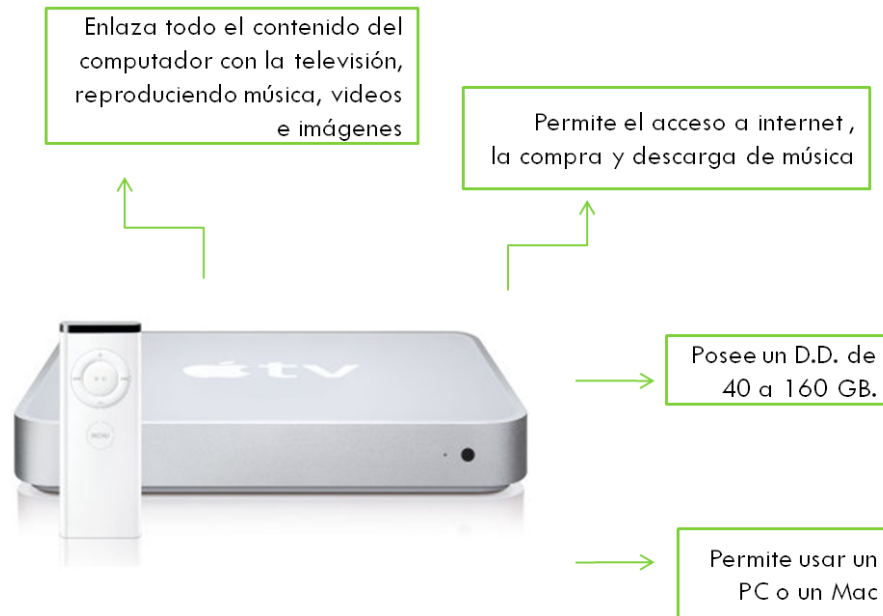 Enlaza todo el contenido del
computador con la televisión,
reproduciendo música, videos
e imágenes
Permite el acceso a internet ,
la compra y descarga de música
tv
MENU
Posee un D.D. de
40 a 160 GB.
Permite usar un
PC o un Mac